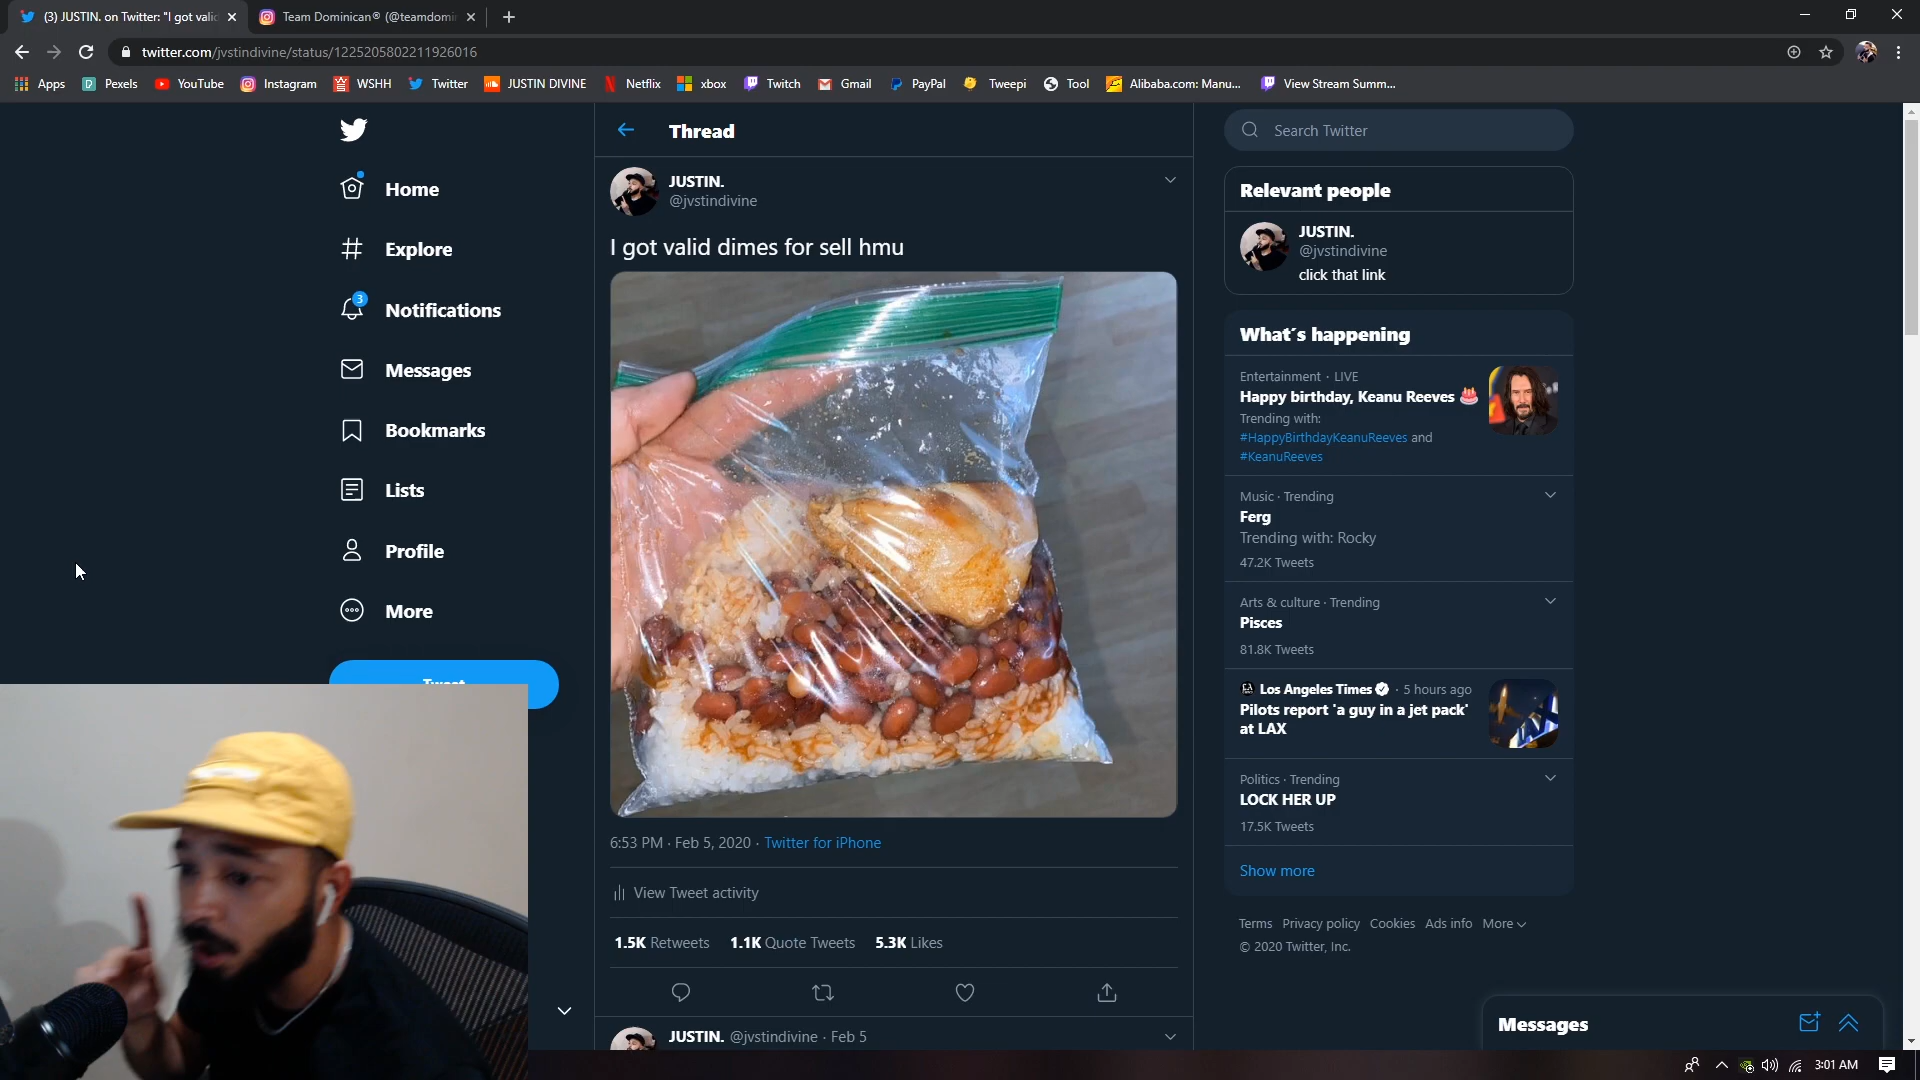 (3) JUSTIN. on Twitter: "I got valid
Team Dominican® (@teamdomin
twitter.com/jvstindivine/status/1225205802211926016
Apps Pexels YouTube Instagram WSHH Twitter JUSTIN DIVINE Netflix xbox Twitch Gmail PayPal Tweepi Tool Alibaba.com: Manu... View Stream Summ...
Home
Explore
3
Notifications
Messages
Bookmarks
Lists
Profile
More
Tweet
Thread
JUSTIN.
@jvstindivine
I got valid dimes for sell hmu
6:53 PM · Feb 5, 2020 · Twitter for iPhone
View Tweet activity
1.5K Retweets 1.1K Quote Tweets 5.3K Likes
JUSTIN. @jvstindivine · Feb 5
Search Twitter
Relevant people
JUSTIN.
@jvstindivine
click that link
What's happening
Entertainment · LIVE
Happy birthday, Keanu Reeves 🎂
Trending with:
#HappyBirthdayKeanuReeves and
#KeanuReeves
Music · Trending
Ferg
Trending with: Rocky
47.2K Tweets
Arts & culture · Trending
Pisces
81.8K Tweets
Los Angeles Times · 5 hours ago
Pilots report 'a guy in a jet pack'
at LAX
Politics · Trending
LOCK HER UP
17.5K Tweets
Show more
Terms Privacy policy Cookies Ads info More
© 2020 Twitter, Inc.
Messages
3:01 AM